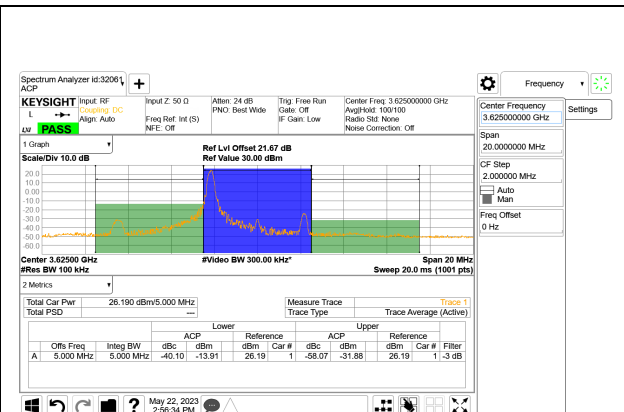 Spectrum Analyzer id:32061
ACP
Frequency
KEYSIGHT
L
LXI PASS
Input: RF
Coupling: DC
Align: Auto
Input Z: 50 Ω
Freq Ref: Int (S)
NFE: Off
Atten: 24 dB
PNO: Best Wide
Trig: Free Run
Gate: Off
IF Gain: Low
Center Freq: 3.625000000 GHz
Avg|Hold: 100/100
Radio Std: None
Noise Correction: Off
Center Frequency
3.625000000 GHz
Settings
Span
20.0000000 MHz
CF Step
2.000000 MHz
Auto
Man
Freq Offset
0 Hz
1 Graph
Scale/Div 10.0 dB
Ref Lvl Offset 21.67 dB
Ref Value 30.00 dBm
20.0
10.0
0.00
-10.0
-20.0
-30.0
-40.0
-50.0
-60.0
Center 3.62500 GHz
#Video BW 300.00 kHz*
Span 20 MHz
#Res BW 100 kHz
Sweep 20.0 ms (1001 pts)
2 Metrics
Total Car Pwr 26.190 dBm/5.000 MHz
Total PSD ---
Measure Trace Trace 1
Trace Type Trace Average (Active)
Lower Upper
ACP Reference ACP Reference
Offs Freq Integ BW dBc dBm dBm Car # dBc dBm dBm Car # Filter
A 5.000 MHz 5.000 MHz -40.10 -13.91 26.19 1 -58.07 -31.88 26.19 1 -3 dB
May 22, 2023
2:56:34 PM